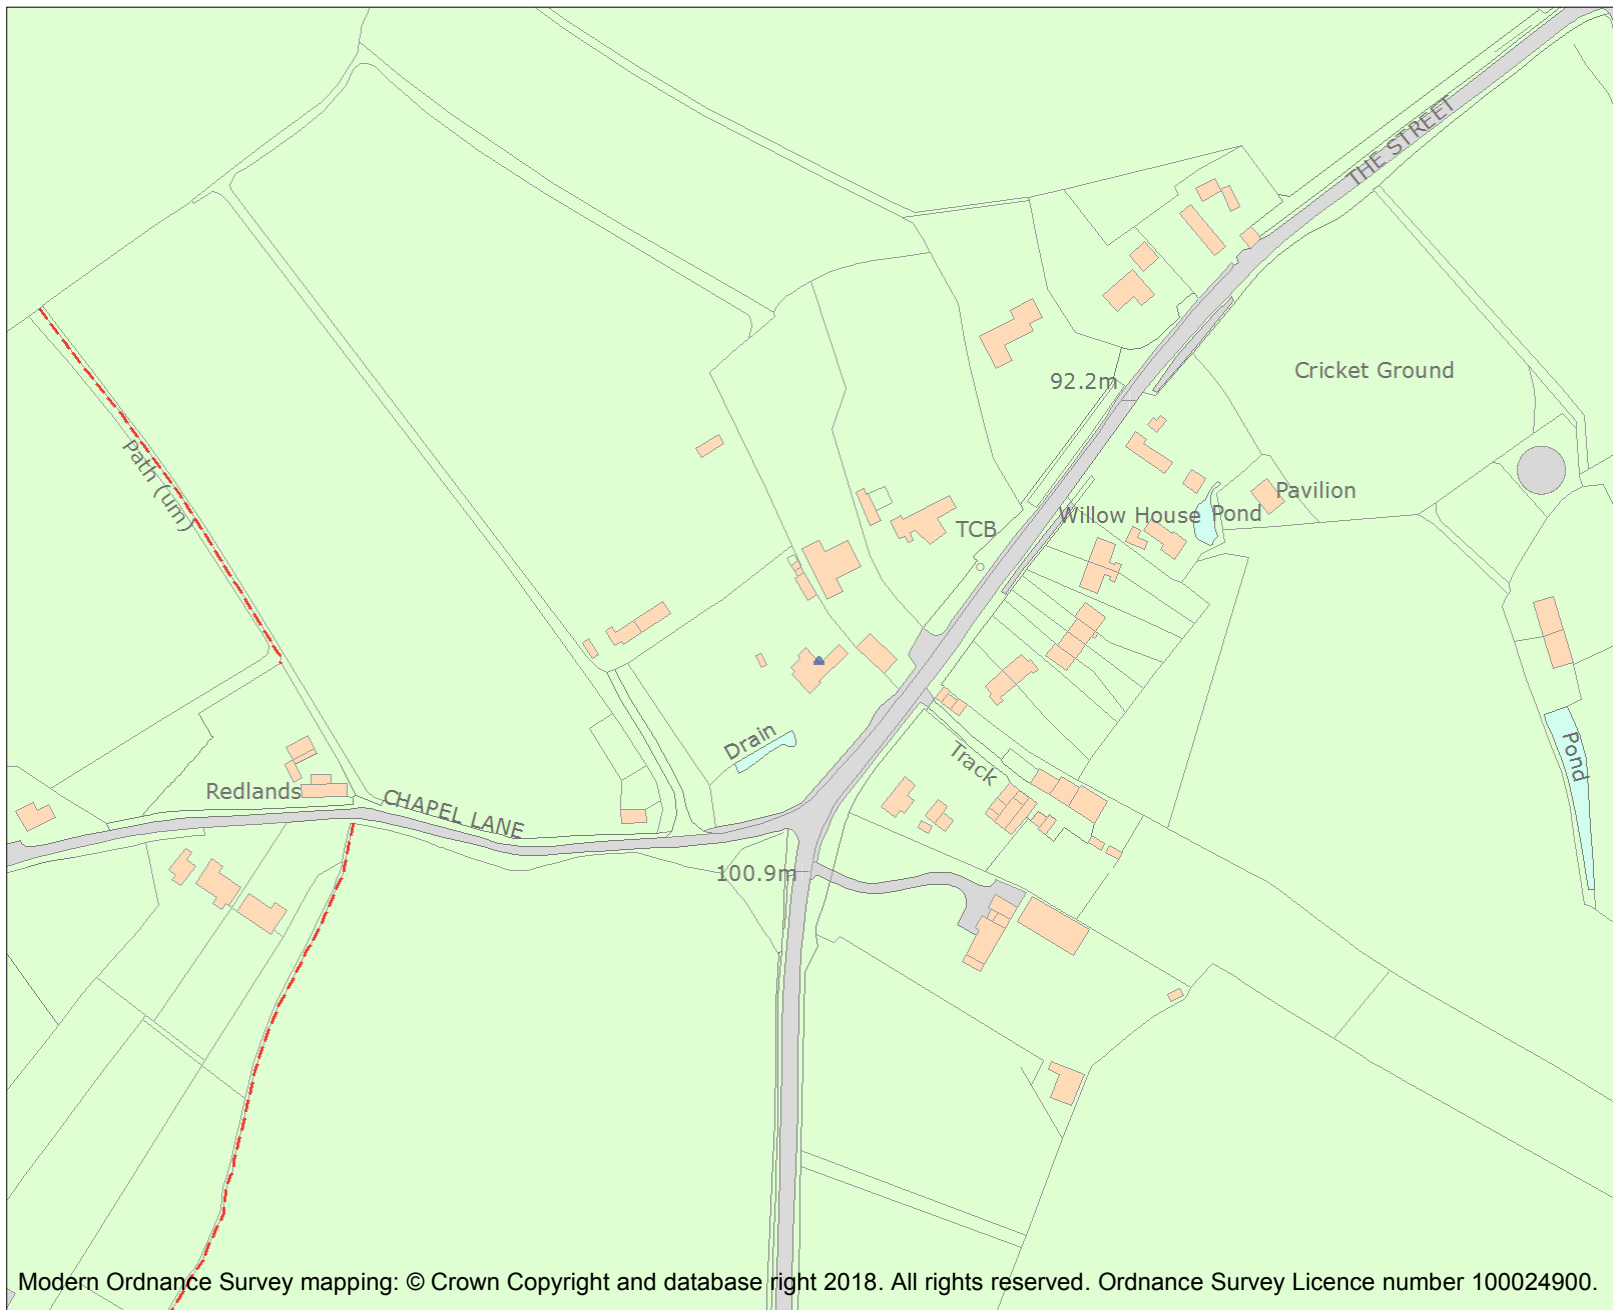 THE STREET
Cricket Ground
92.2m
Path (um)
Pavilion
Willow House
Pond
TCB
Drain
Track
Pond
Redlands
CHAPEL LANE
100.9m
Modern Ordnance Survey mapping: © Crown Copyright and database right 2018. All rights reserved. Ordnance Survey Licence number 100024900.